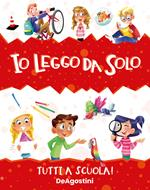 IO LEGGO DA SOLO
TUTTI A SCUOLA!
DeAGOSTINI